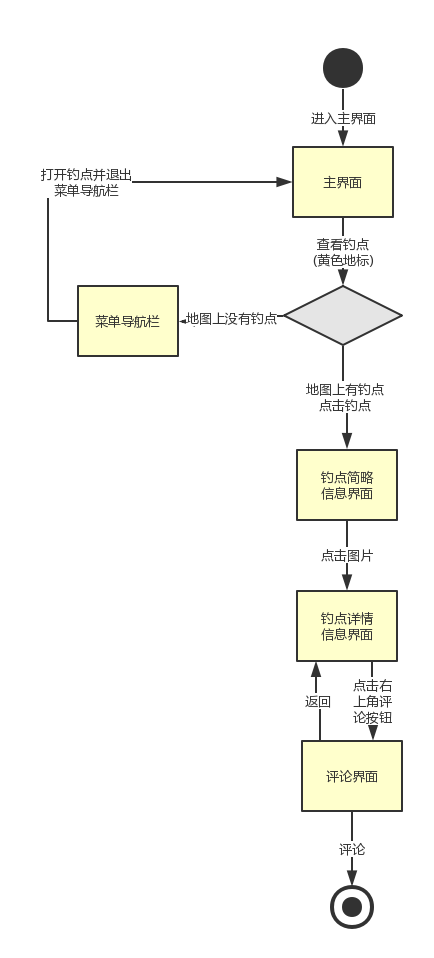 进入主界面
打开钓点并退出
菜单导航栏
主界面
查看钓点
(黄色地标)
菜单导航栏
地图上没有钓点
地图上有钓点
点击钓点
钓点简略
信息界面
点击图片
钓点详情
信息界面
返回
点击右
上角评
论按钮
评论界面
评论